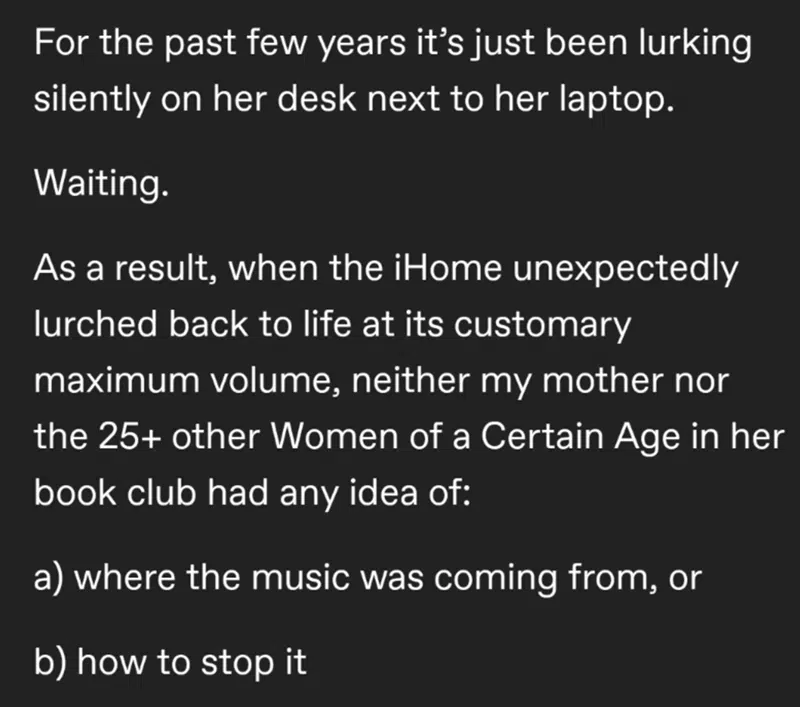 For the past few years it’s just been lurking
silently on her desk next to her laptop.
Waiting.
As a result, when the iHome unexpectedly
lurched back to life at its customary
maximum volume, neither my mother nor
the 25+ other Women of a Certain Age in her
book club had any idea of:
a) where the music was coming from, or
b) how to stop it